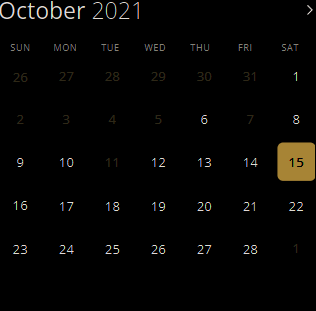 October 2021
SUN MON TUE WED THU FRI SAT
26 27 28 29 30 31 1
2 3 4 5 6 7 8
9 10 11 12 13 14 15
16 17 18 19 20 21 22
23 24 25 26 27 28 1